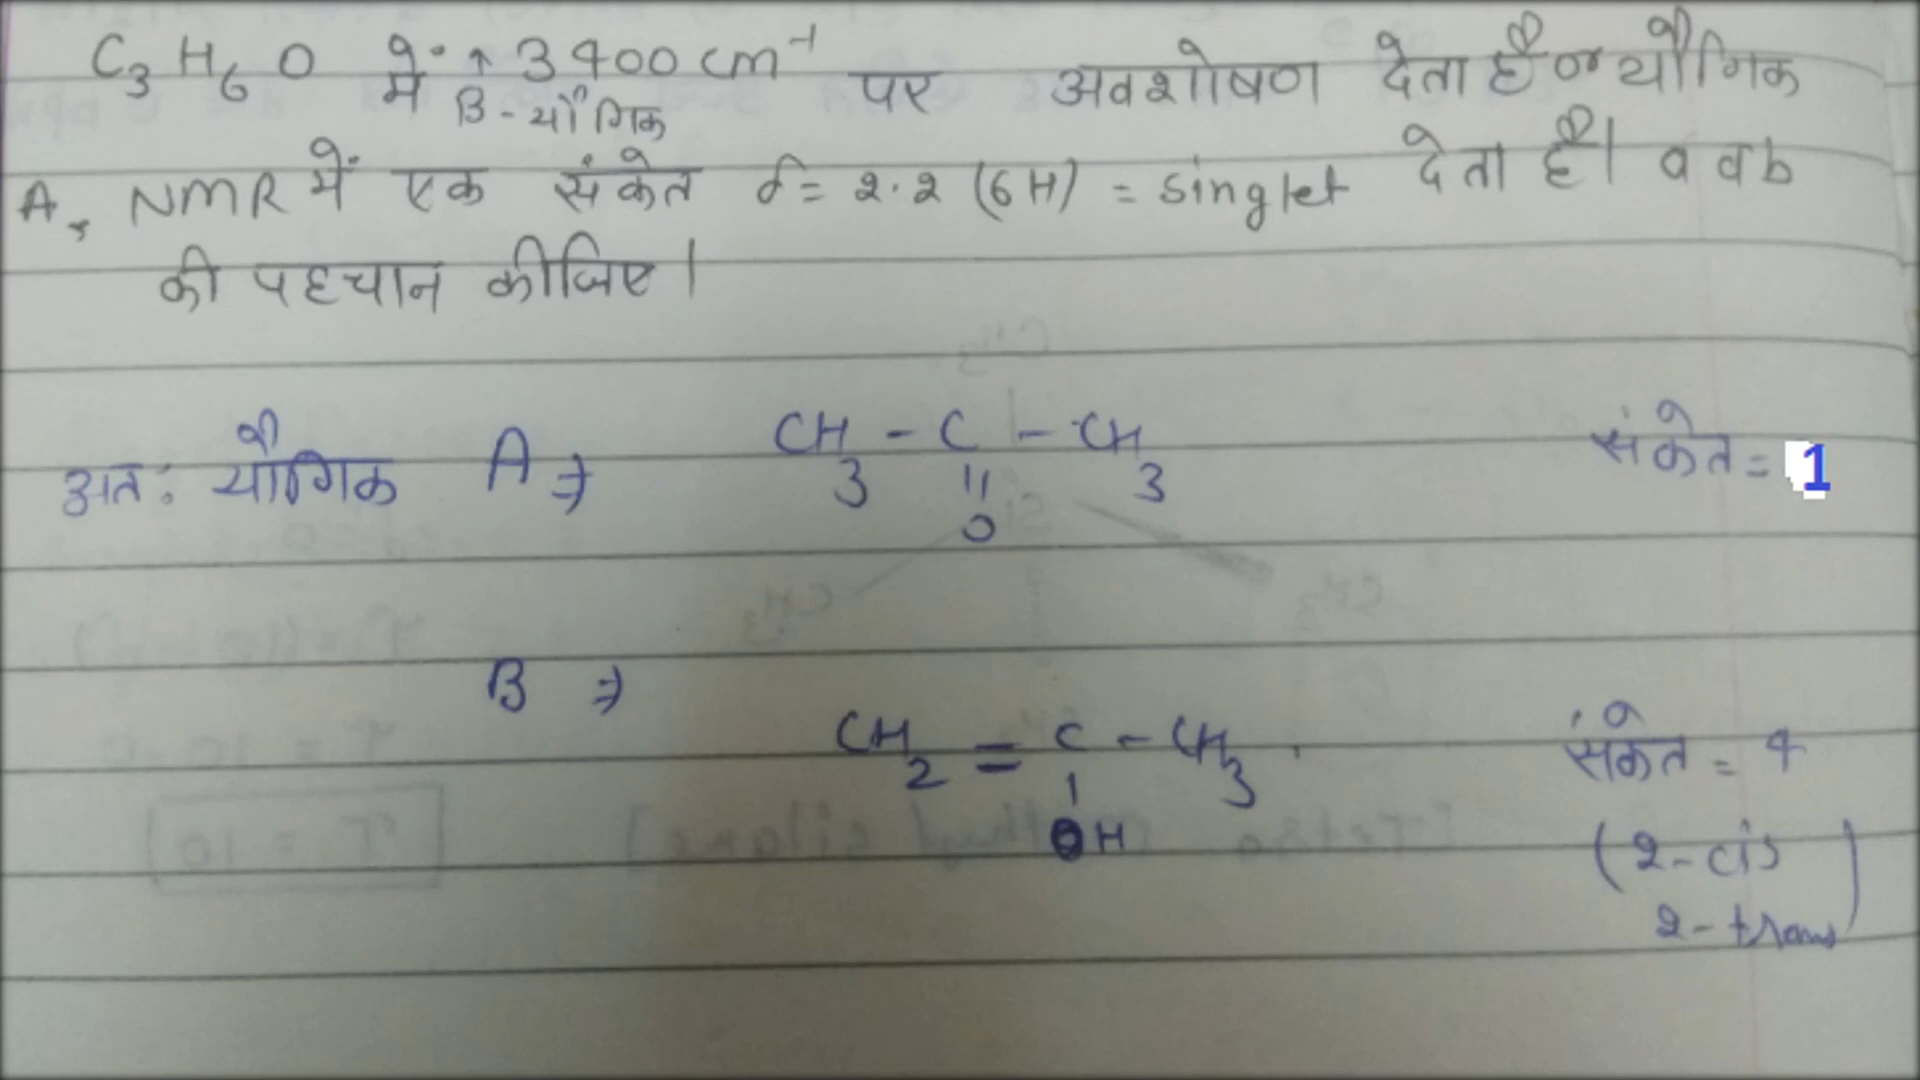 C3H6O में 3400 cm-1 पर अवशोषण देता है व यौगिक
B-यौगिक
A, NMR में एक संकेत δ = 2.2 (6H) = singlet देता है। a व b
की पहचान कीजिए।
अतः यौगिक A ⇒ CH3 - C - CH3 संकेत = 1
||
O
B ⇒
CH2 = C - CH3 संकेत = 4
|
OH (2-cis
2-trans)